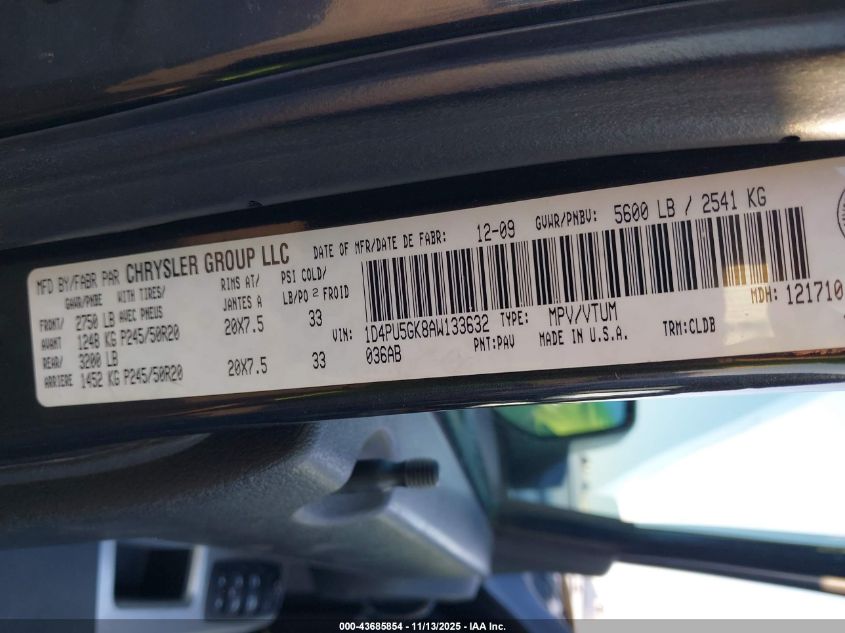 MFD BY/FABR PAR CHRYSLER GROUP LLC DATE OF MFR/DATE DE FABR: 12-09 GVWR/PNBV: 5600 LB / 2541 KG
GAWR/PNBE WITH TIRES/ RIMS AT/ PSI COLD/
AVEC PNEUS JANTES A LB/PO² FROID
FRONT/ 2750 LB
AVANT 1248 KG P245/50R20 20X7.5 33
REAR/ 3200 LB
ARRIERE 1452 KG P245/50R20 20X7.5 33
MDH: 121710
VIN: 1D4PU5GK8AW133632 TYPE: MPV/VTUM
036AB PNT:PAV MADE IN U.S.A. TRM:CLDB
000-43685854 - 11/13/2025 - IAA Inc.